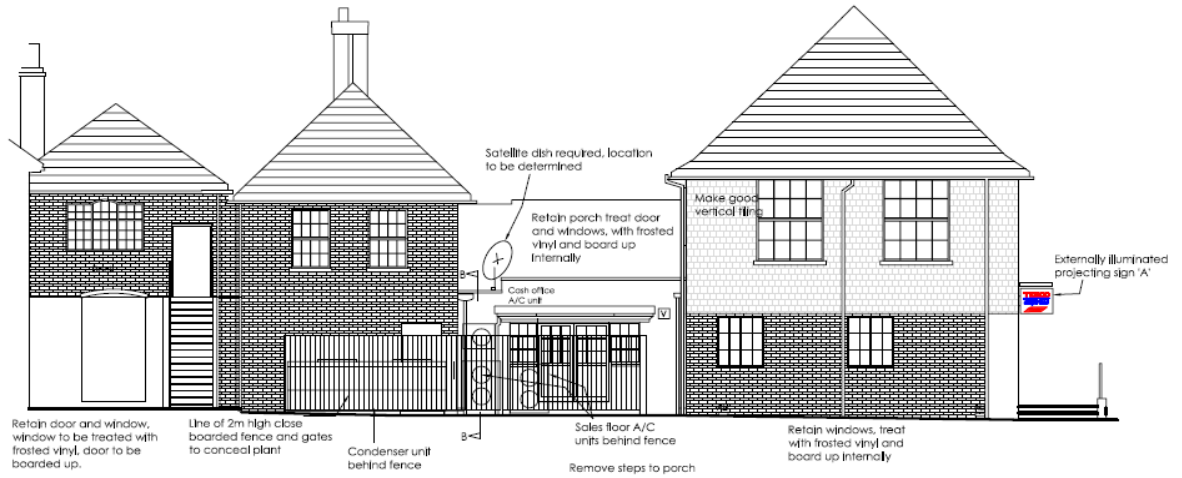 Satellite dish required, location
to be determined
Retain porch treat door
and windows, with frosted
vinyl and board up
internally
Make good
vertical tiling
Externally illuminated
projecting sign 'A'
TESCO
B
Cash office
A/C unit
V
B
Retain door and window,
window to be treated with
frosted vinyl, door to be
boarded up.
Line of 2m high close
boarded fence and gates
to conceal plant
Condenser unit
behind fence
Sales floor A/C
units behind fence
Remove steps to porch
Retain windows, treat
with frosted vinyl and
board up internally